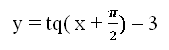 y = tq( x + π/2) – 3